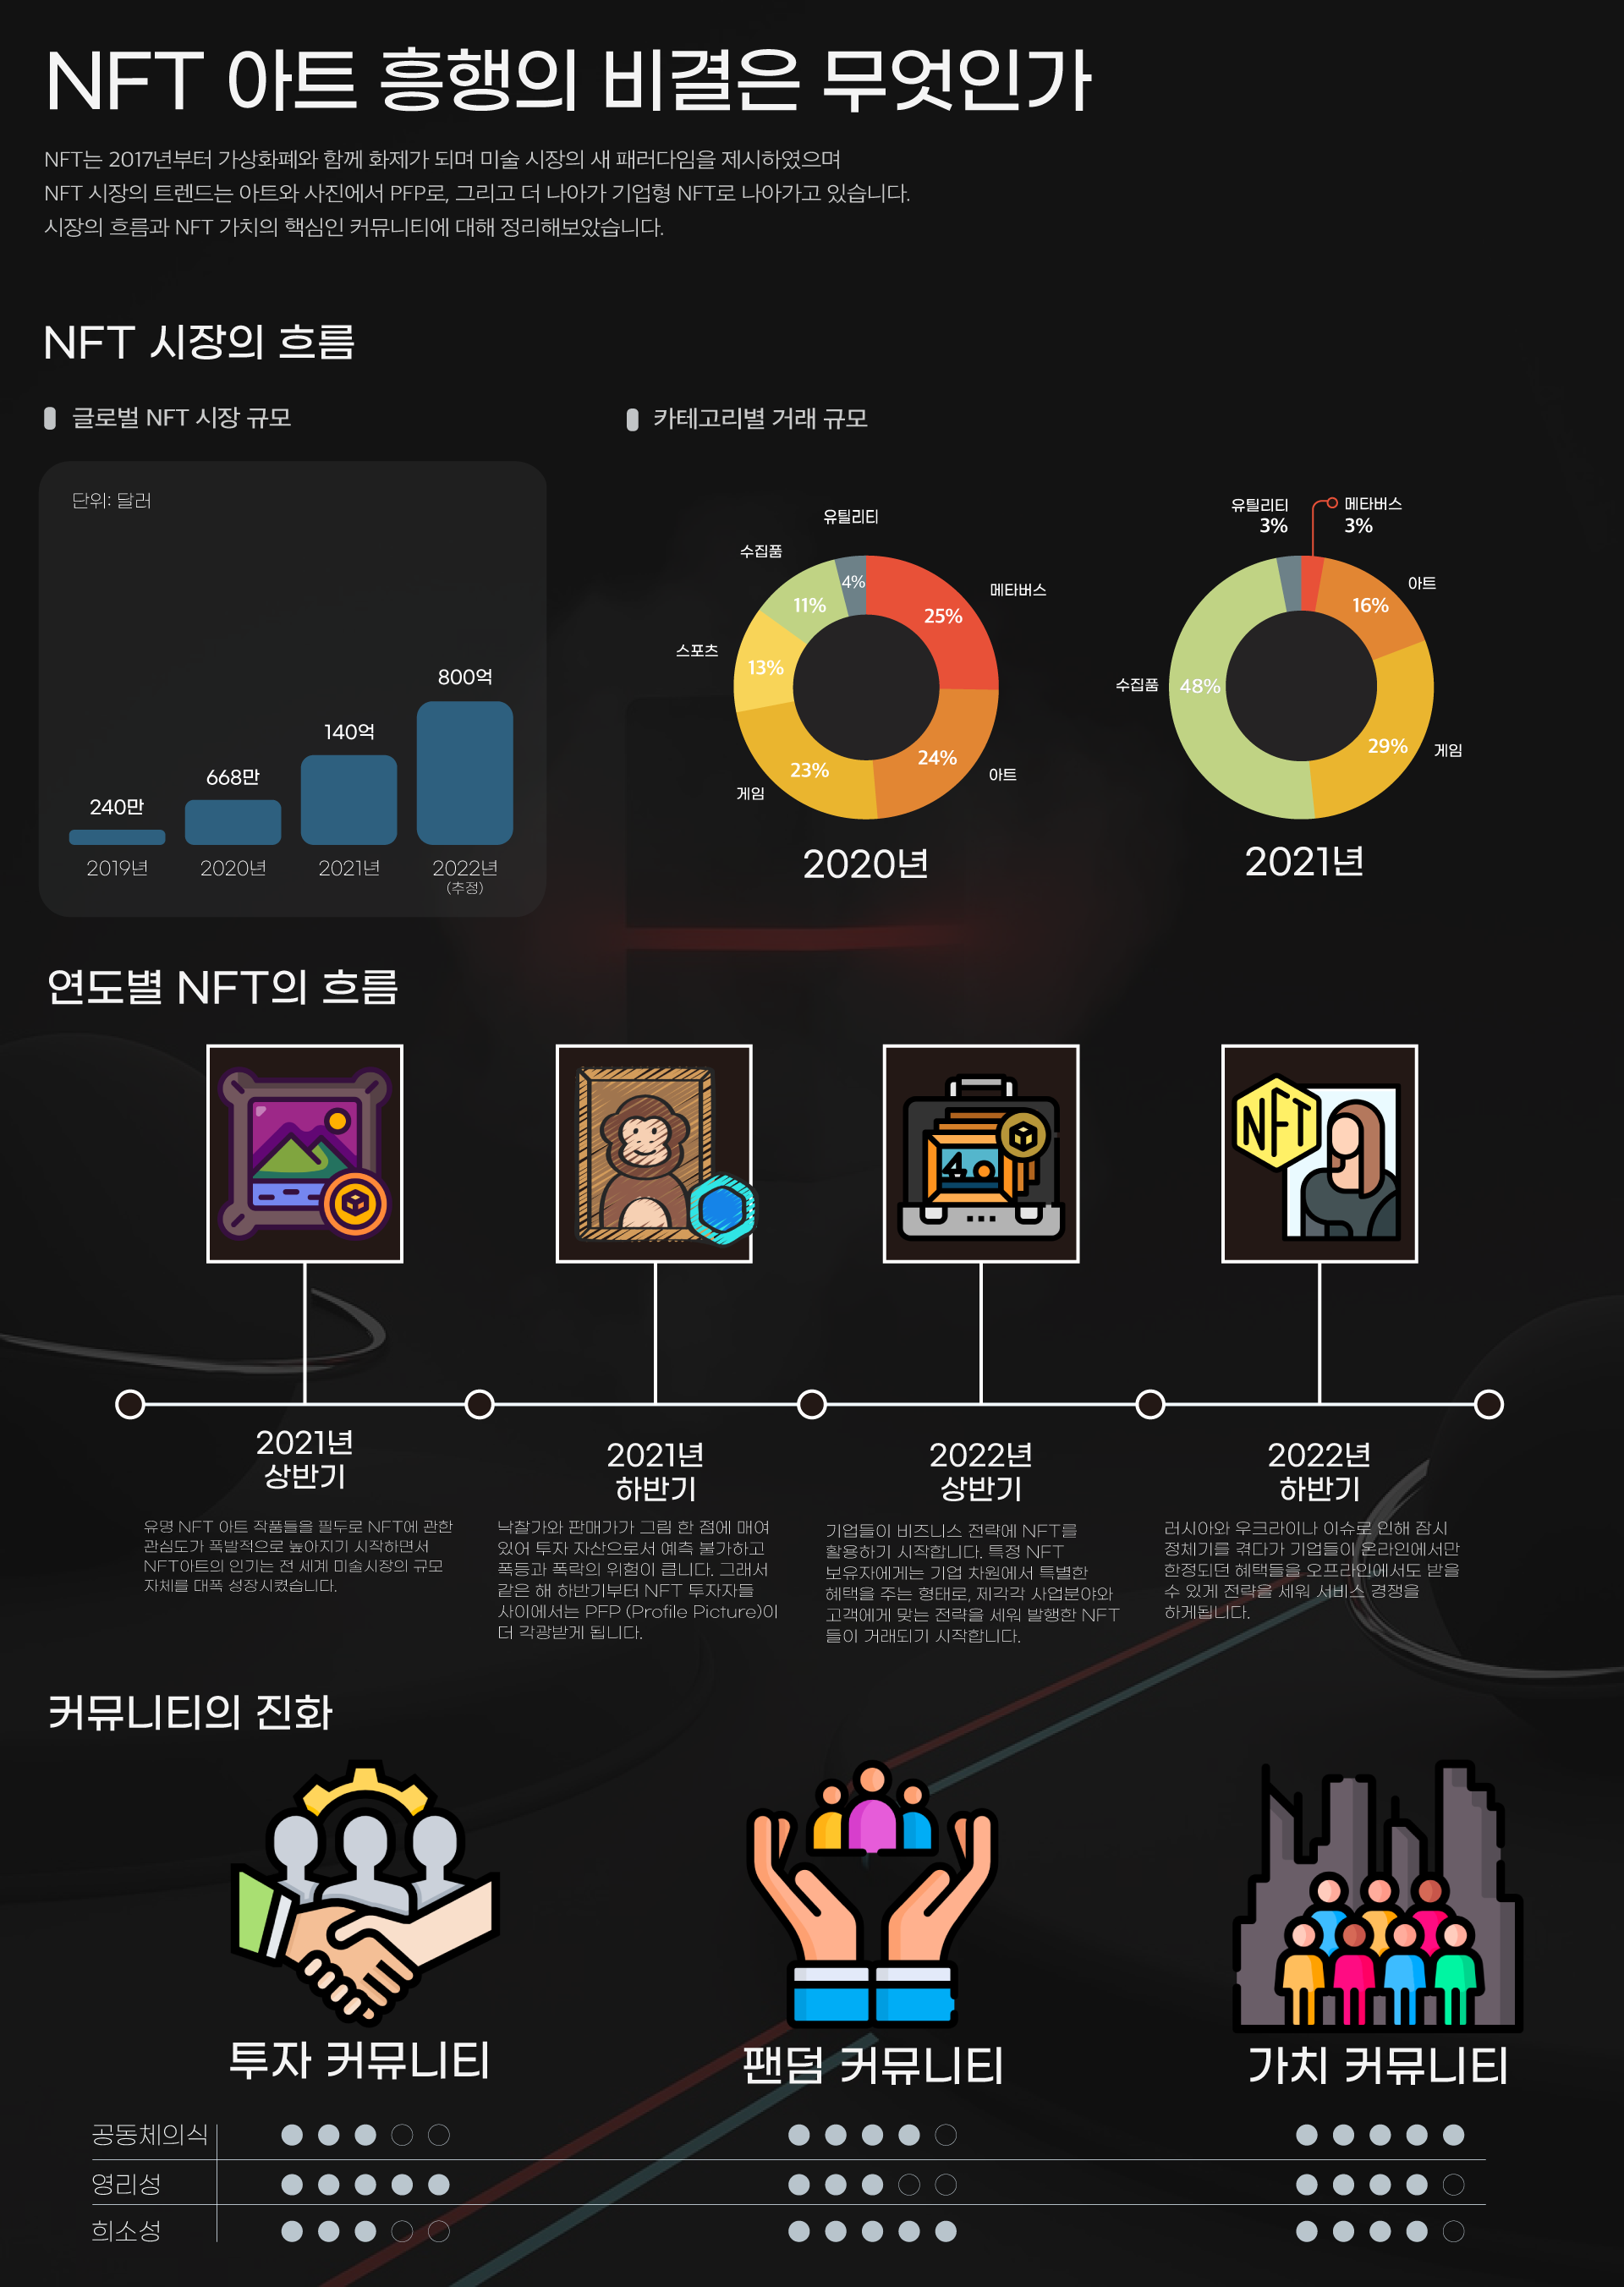 NFT 아트 흥행의 비결은 무엇인가
NFT는 2017년부터 가상화폐와 함께 화제가 되며 미술 시장의 새 패러다임을 제시하였으며
NFT 시장의 트렌드는 아트와 사진에서 PFP로, 그리고 더 나아가 기업형 NFT로 나아가고 있습니다.
시장의 흐름과 NFT 가치의 핵심인 커뮤니티에 대해 정리해보았습니다.
NFT 시장의 흐름
글로벌 NFT 시장 규모
단위: 달러
240만
668만
140억
800억
2019년
2020년
2021년
2022년
(추정)
카테고리별 거래 규모
유틸리티
4%
수집품
11%
메타버스
25%
스포츠
13%
게임
23%
아트
24%
2020년
유틸리티
3%
메타버스
3%
아트
16%
수집품
48%
게임
29%
2021년
연도별 NFT의 흐름
4
NFT
2021년
상반기
유명 NFT 아트 작품들을 필두로 NFT에 관한
관심도가 폭발적으로 높아지기 시작하면서
NFT아트의 인기는 전 세계 미술시장의 규모
자체를 대폭 성장시켰습니다.
2021년
하반기
낙찰가와 판매가가 그림 한 점에 매여
있어 투자 자산으로서 예측 불가하고
폭등과 폭락의 위험이 큽니다. 그래서
같은 해 하반기부터 NFT 투자자들
사이에서는 PFP (Profile Picture)이
더 각광받게 됩니다.
2022년
상반기
기업들이 비즈니스 전략에 NFT를
활용하기 시작합니다. 특정 NFT
보유자에게는 기업 차원에서 특별한
혜택을 주는 형태로, 제각각 사업분야와
고객에게 맞는 전략을 세워 발행한 NFT
들이 거래되기 시작합니다.
2022년
하반기
러시아와 우크라이나 이슈로 인해 잠시
정체기를 겪다가 기업들이 온라인에서만
한정되던 혜택들을 오프라인에서도 받을
수 있게 전략을 세워 서비스 경쟁을
하게됩니다.
커뮤니티의 진화
투자 커뮤니티
팬덤 커뮤니티
가치 커뮤니티
공동체의식
영리성
희소성